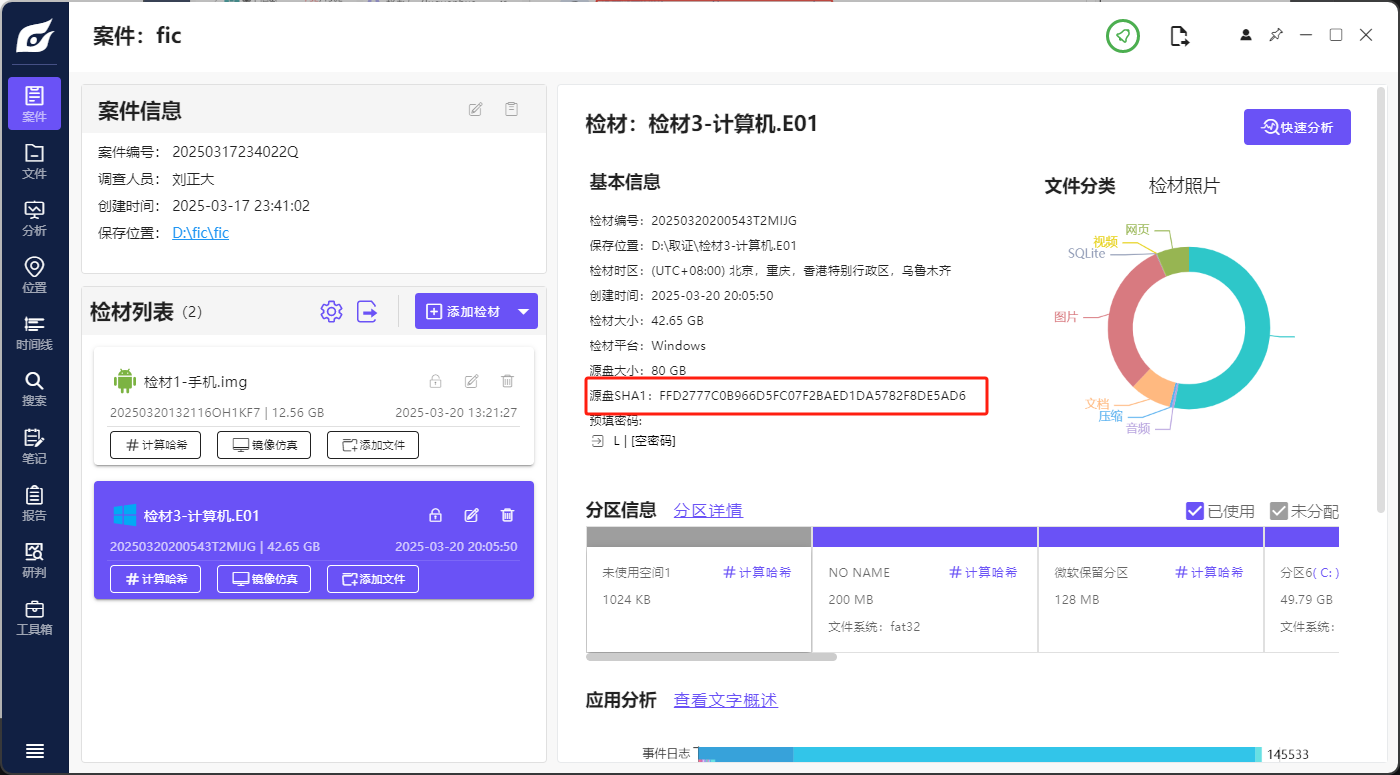 案件：fic
案件
文件
分析
位置
时间线
搜索
笔记
报告
研判
工具箱
案件信息
案件编号： 20250317234022Q
调查人员： 刘正大
创建时间： 2025-03-17 23:41:02
保存位置： D:\fic\fic
检材列表 (2)
添加检材
检材1-手机.img
20250320132116OH1KF7 | 12.56 GB 2025-03-20 13:21:27
计算哈希 镜像仿真 添加文件
检材3-计算机.E01
20250320200543T2MIJG | 42.65 GB 2025-03-20 20:05:50
计算哈希 镜像仿真 添加文件
检材：检材3-计算机.E01
快速分析
基本信息
检材编号：20250320200543T2MIJG
保存位置：D:\取证\检材3-计算机.E01
检材时区：(UTC+08:00) 北京，重庆，香港特别行政区，乌鲁木齐
创建时间：2025-03-20 20:05:50
检材大小：42.65 GB
检材平台：Windows
源盘大小：80 GB
源盘SHA1：FFD2777C0B966D5FC07F2BAED1DA5782F8DE5AD6
预填密码：
L | [空密码]
文件分类 检材照片
网页
视频
SQLite
图片
文档
压缩
音频
分区信息 分区详情 已使用 未分配
未使用空间1 计算哈希
1024 KB
NO NAME 计算哈希
200 MB
文件系统：fat32
微软保留分区 计算哈希
128 MB
分区6( C: )
49.79 GB
文件系统：
应用分析 查看文字概述
事件日志 145533